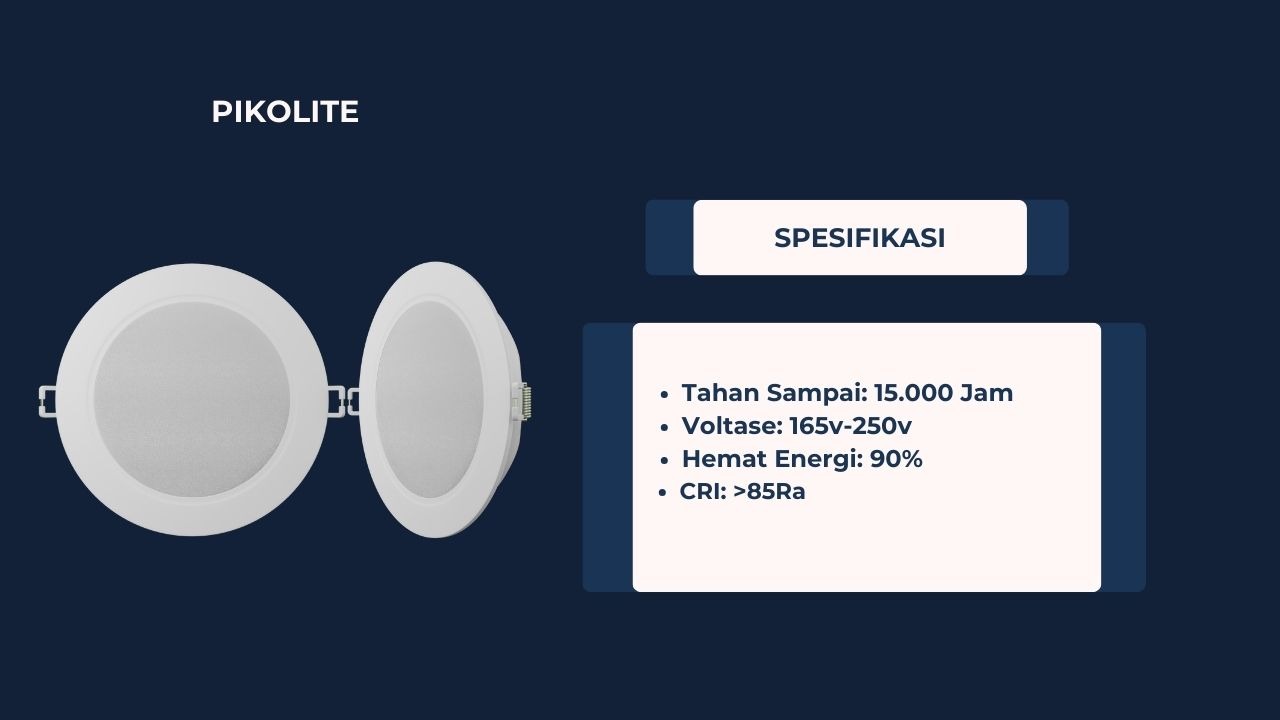 PIKOLITE
SPESIFIKASI
• Tahan Sampai: 15.000 Jam
• Voltase: 165v-250v
• Hemat Energi: 90%
• CRI: >85Ra